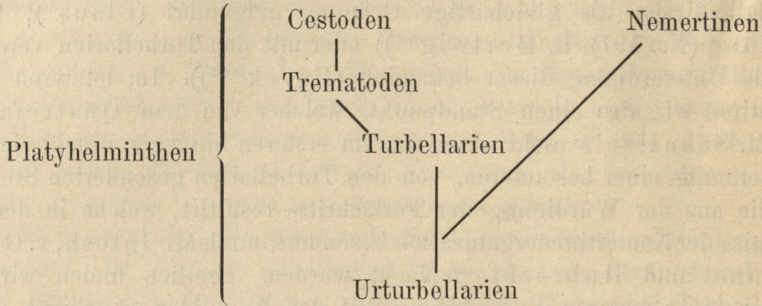 Cestoden
Nemertinen
Trematoden
Turbellarien
Platyhelminthen
Urturbellarien